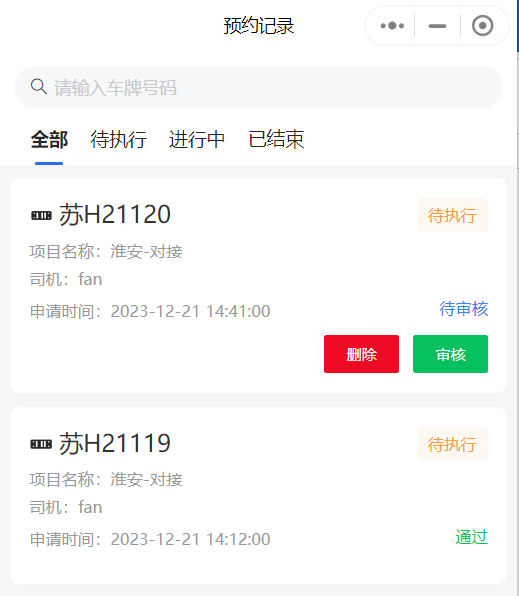 预约记录
请输入车牌号码
全部 待执行 进行中 已结束
苏H21120 待执行
项目名称：淮安-对接
司机：fan
申请时间：2023-12-21 14:41:00 待审核
删除 审核
苏H21119 待执行
项目名称：淮安-对接
司机：fan
申请时间：2023-12-21 14:12:00 通过